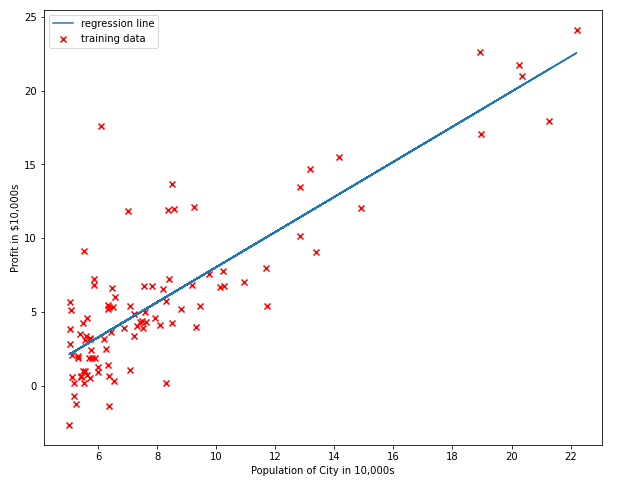 regression line
training data
25
20
15
10
5
0
Profit in $10,000s
6 8 10 12 14 16 18 20 22
Population of City in 10,000s